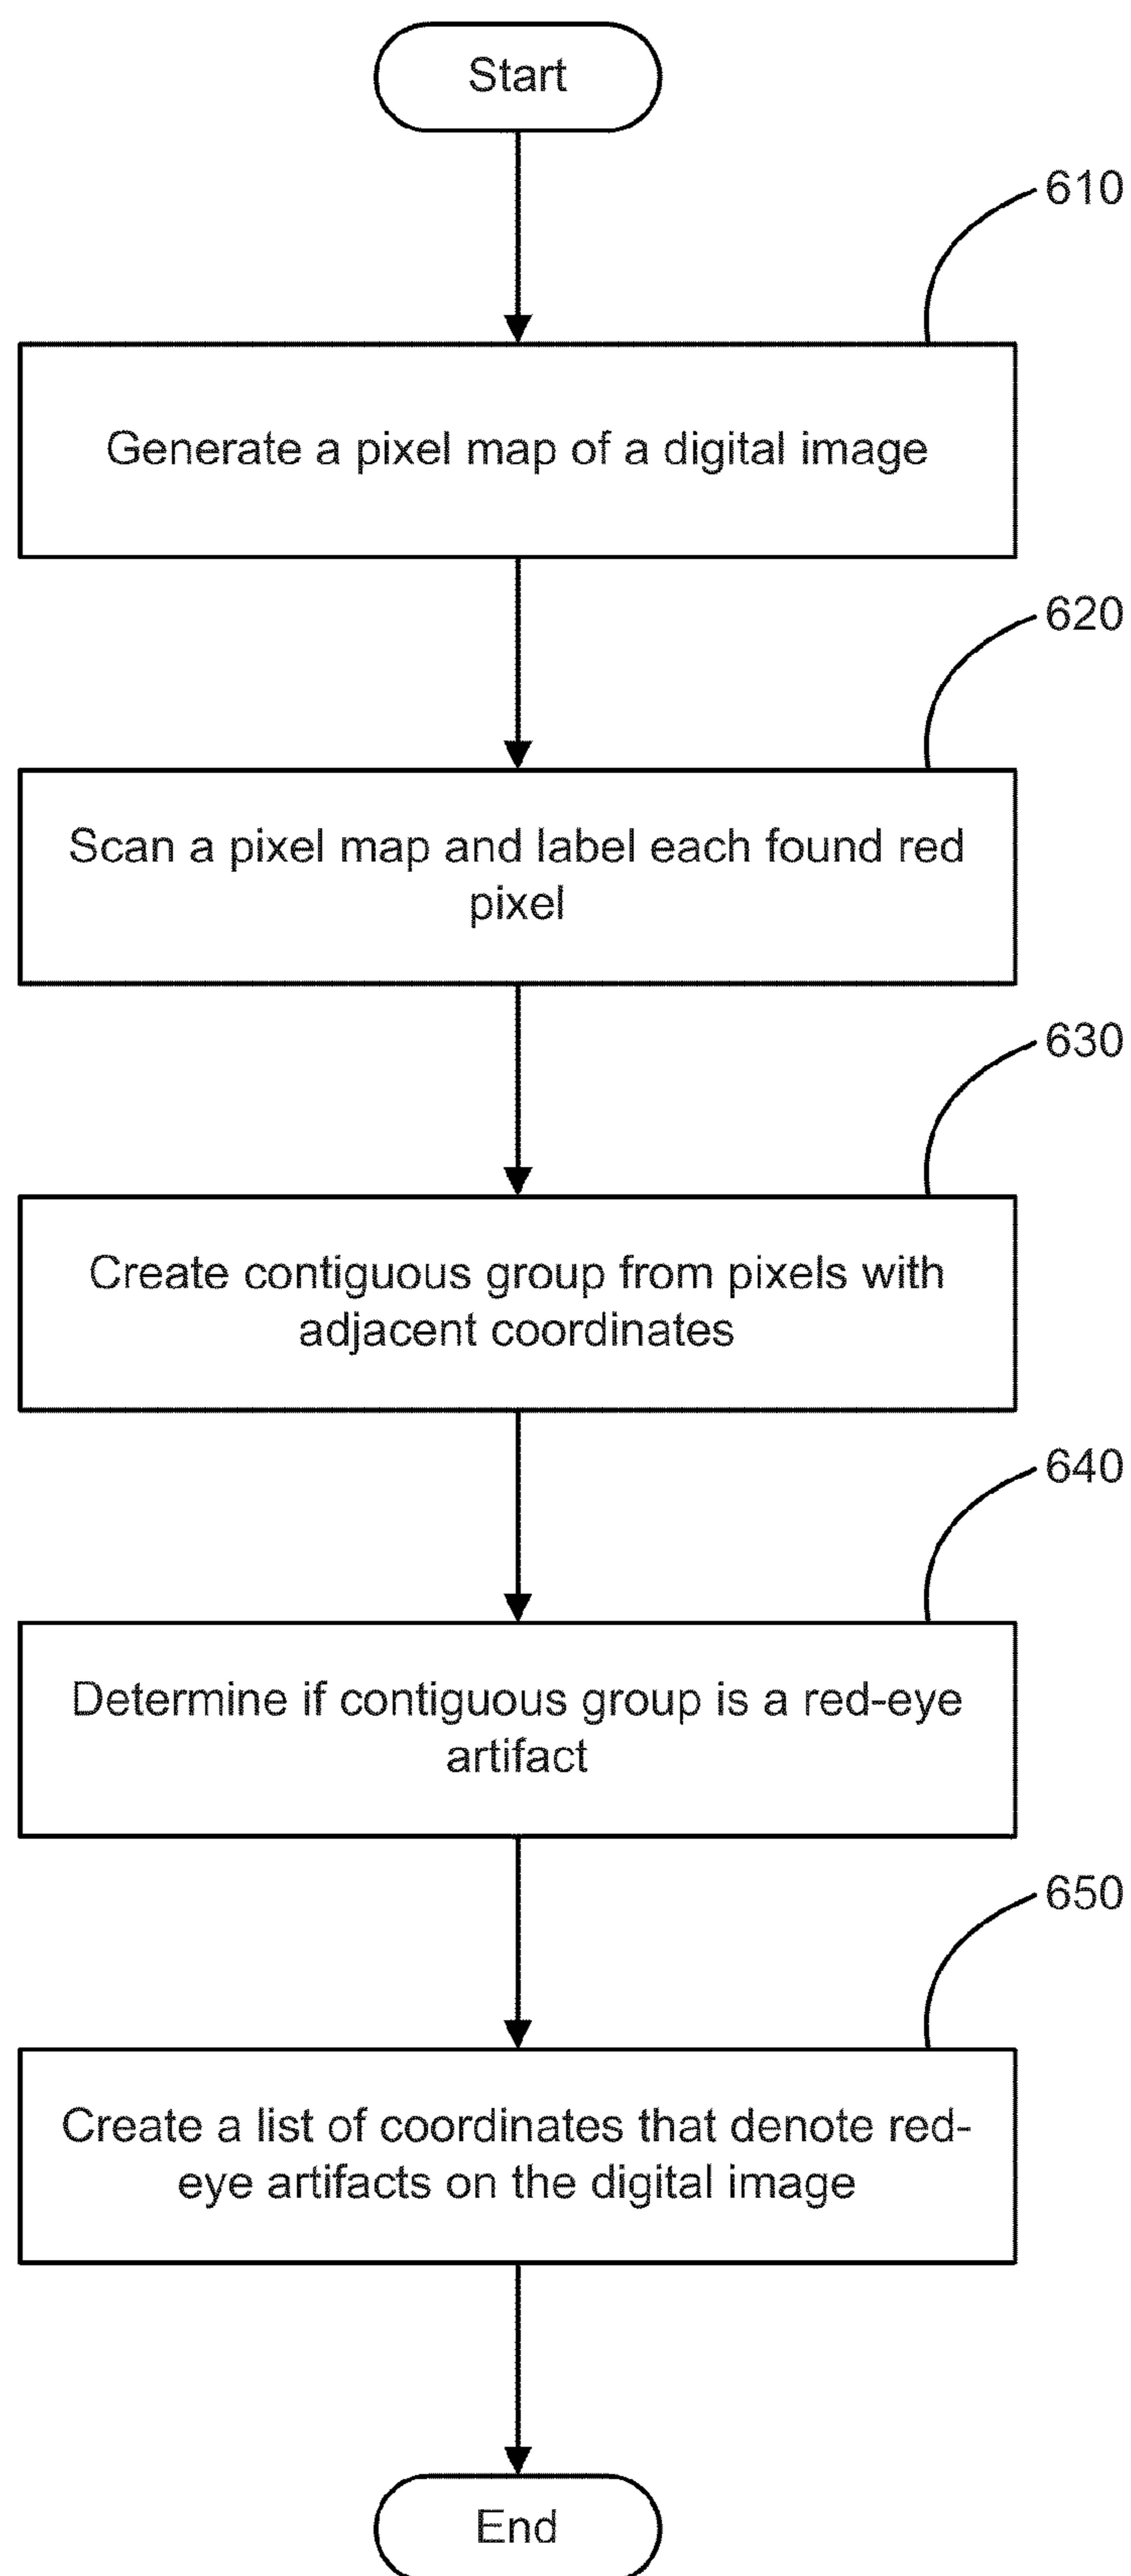 Start
610
Generate a pixel map of a digital image
620
Scan a pixel map and label each found red
pixel
630
Create contiguous group from pixels with
adjacent coordinates
640
Determine if contiguous group is a red-eye
artifact
650
Create a list of coordinates that denote red-
eye artifacts on the digital image
End